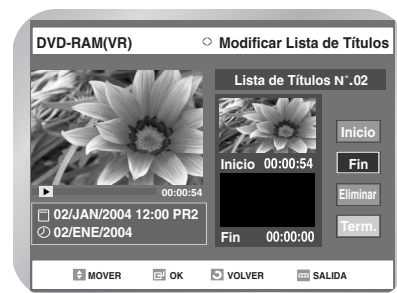 DVD-RAM(VR)
Modificar Lista de Títulos
Lista de Títulos N˚.02
Inicio 00:00:54
Fin 00:00:00
Inicio
Fin
Eliminar
Term.
00:00:54
02/JAN/2004 12:00 PR2
02/ENE/2004
MOVER OK VOLVER SALIDA